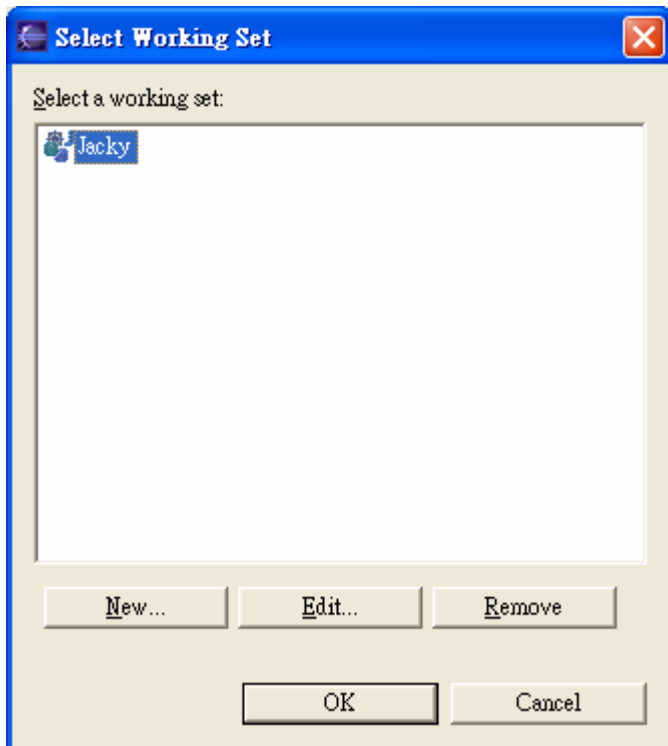 Select Working Set
Select a working set:
Jacky
New...
Edit...
Remove
OK
Cancel